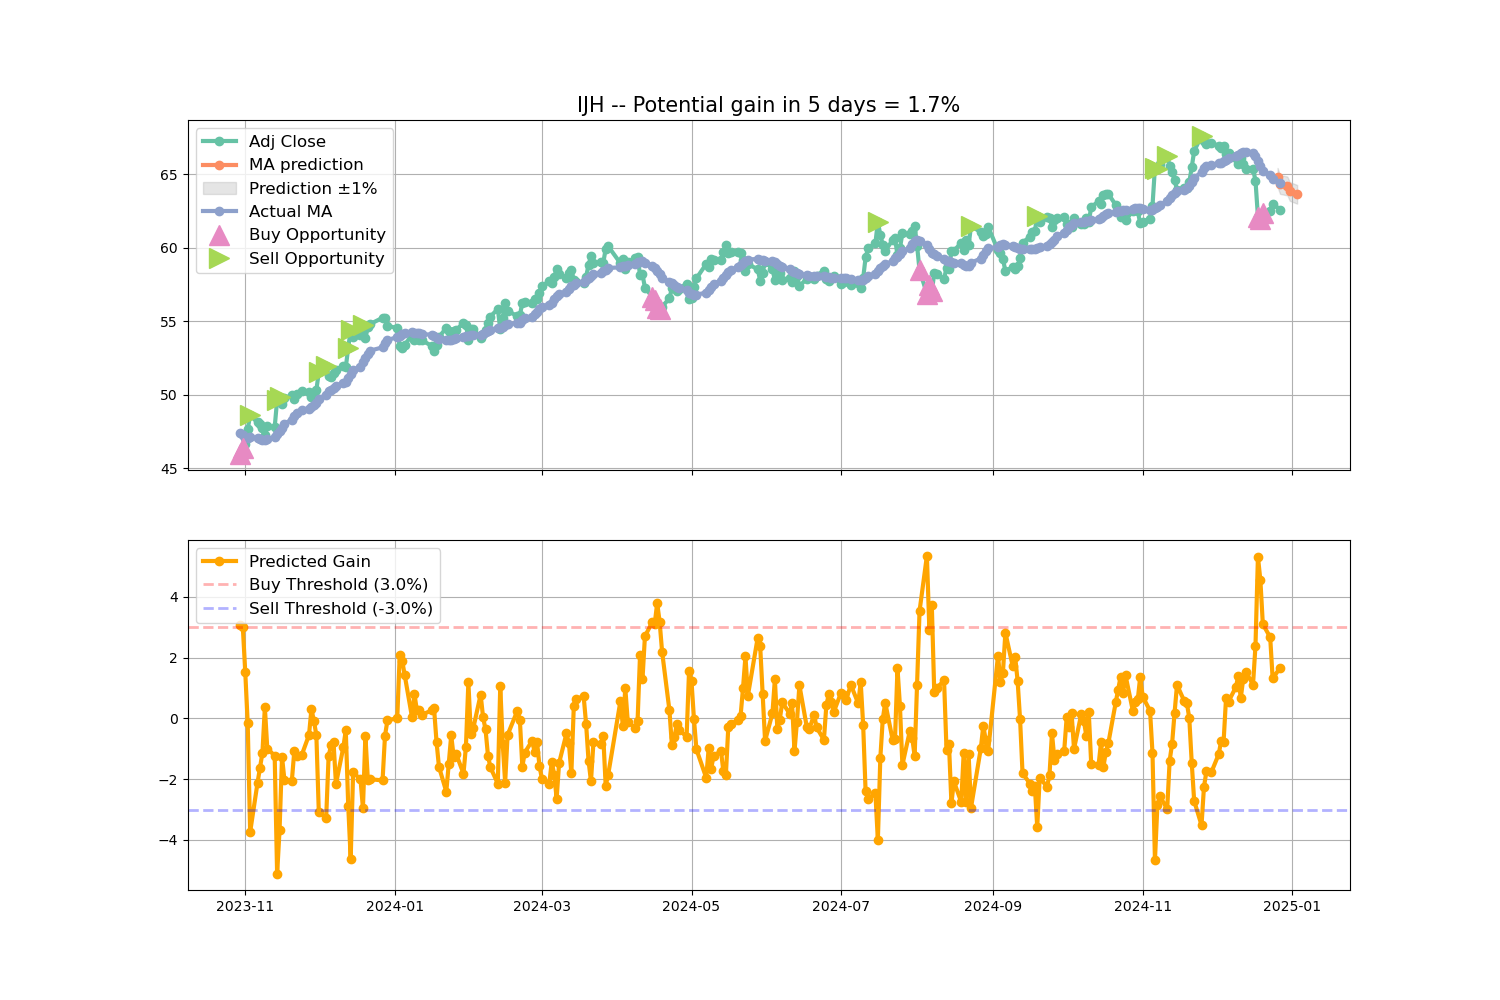 IJH -- Potential gain in 5 days = 1.7%
Adj Close
MA prediction
Prediction ±1%
Actual MA
Buy Opportunity
Sell Opportunity
65
60
55
50
45
Predicted Gain
Buy Threshold (3.0%)
Sell Threshold (-3.0%)
4
2
0
−2
−4
2023-11 2024-01 2024-03 2024-05 2024-07 2024-09 2024-11 2025-01